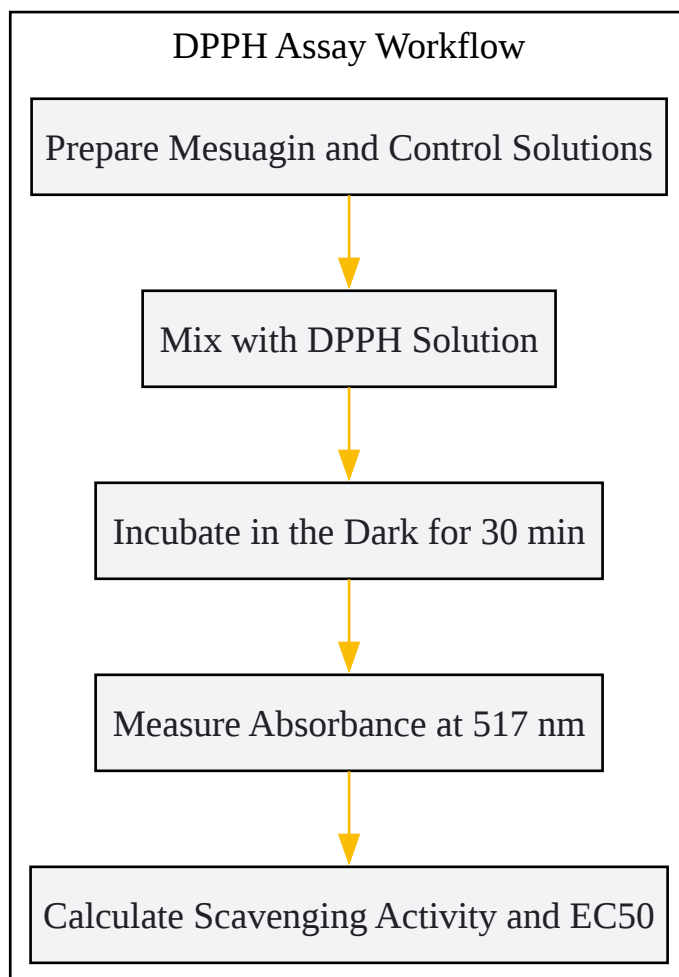 DPPH Assay Workflow
Prepare Mesuagin and Control Solutions
Mix with DPPH Solution
Incubate in the Dark for 30 min
Measure Absorbance at 517 nm
Calculate Scavenging Activity and EC50